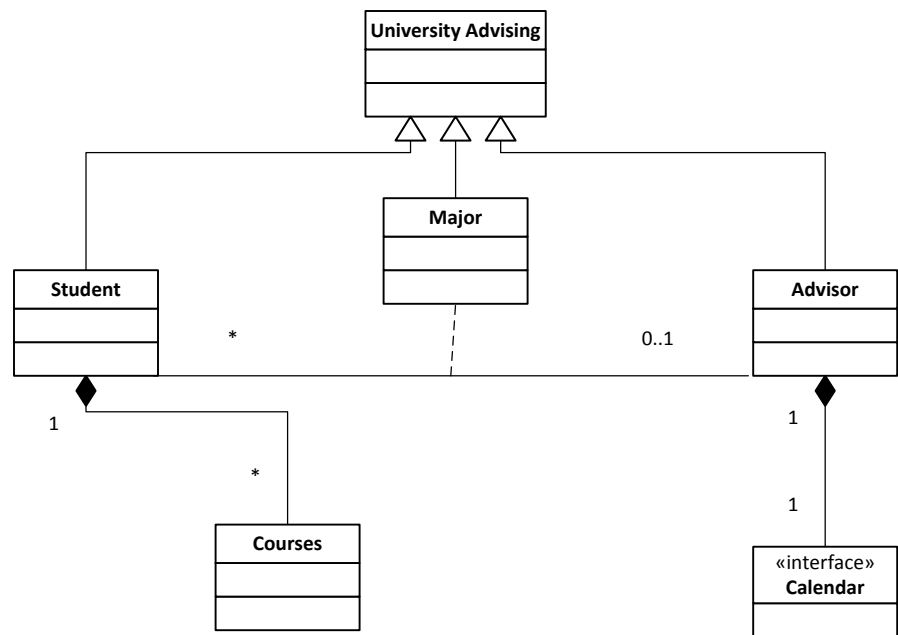 University Advising
Major
Student
Advisor
*
0..1
1
1
*
1
Courses
«interface»
Calendar